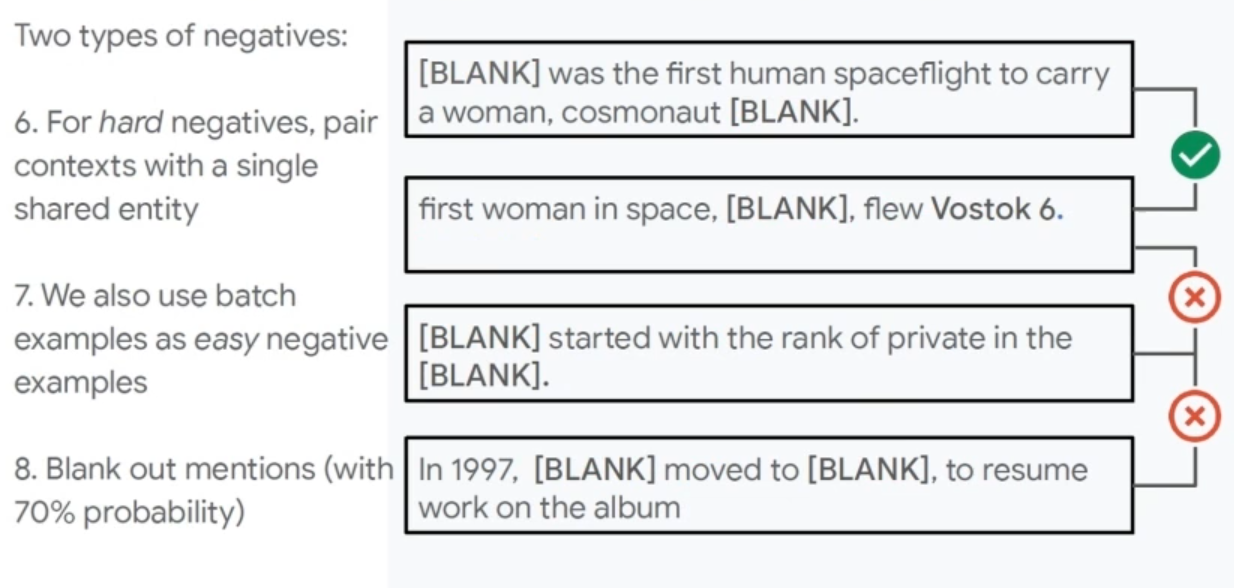 Two types of negatives:
6. For hard negatives, pair
contexts with a single
shared entity
7. We also use batch
examples as easy negative
examples
8. Blank out mentions (with
70% probability)
[BLANK] was the first human spaceflight to carry
a woman, cosmonaut [BLANK].
first woman in space, [BLANK], flew Vostok 6.
[BLANK] started with the rank of private in the
[BLANK].
In 1997, [BLANK] moved to [BLANK], to resume
work on the album